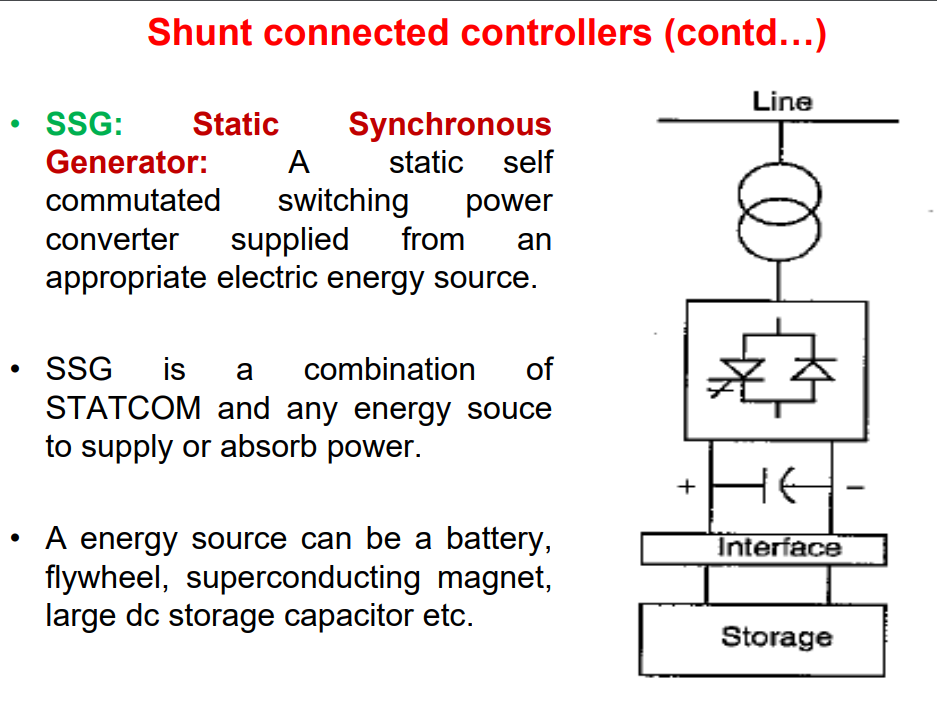 Shunt connected controllers (contd…)
• SSG: Static Synchronous
Generator: A static self
commutated switching power
converter supplied from an
appropriate electric energy source.
• SSG is a combination of
STATCOM and any energy souce
to supply or absorb power.
• A energy source can be a battery,
flywheel, superconducting magnet,
large dc storage capacitor etc.
Line
+ −
Interface
Storage